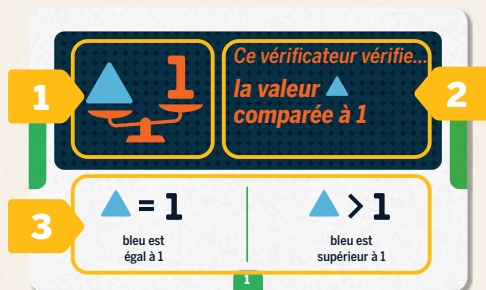 1
1
Ce vérificateur vérifie...
la valeur
comparée à 1
2
3
= 1
bleu est
égal à 1
> 1
bleu est
supérieur à 1
1